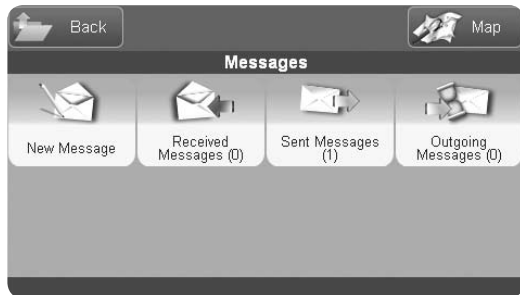 Back
Map
Messages
New Message
Received
Messages (0)
Sent Messages
(1)
Outgoing
Messages (0)